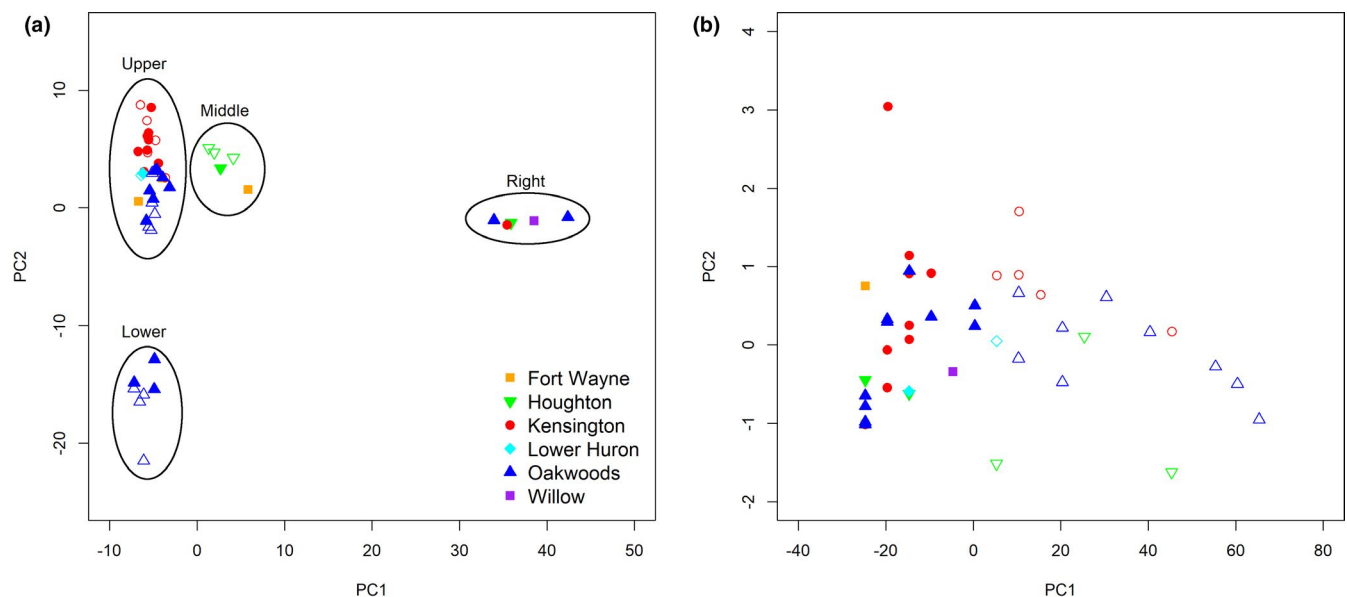 (a)
Upper
Middle
Right
Lower
10
0
-10
-20
PC2
-10 0 10 20 30 40 50
PC1
Fort Wayne
Houghton
Kensington
Lower Huron
Oakwoods
Willow
(b)
4
3
2
1
0
-1
-2
PC2
-40 -20 0 20 40 60 80
PC1